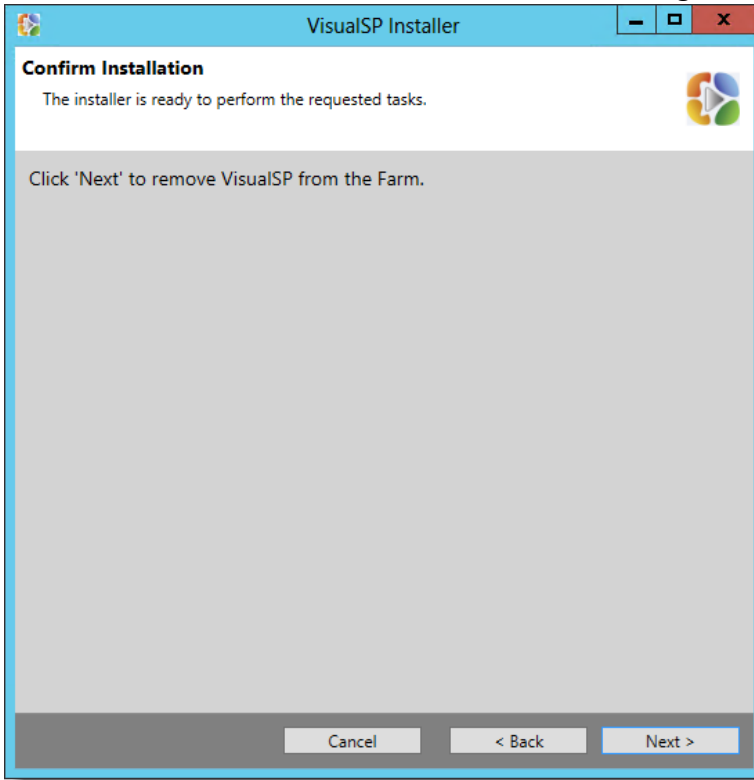 VisualSP Installer
Confirm Installation
The installer is ready to perform the requested tasks.
Click 'Next' to remove VisualSP from the Farm.
Cancel
< Back
Next >